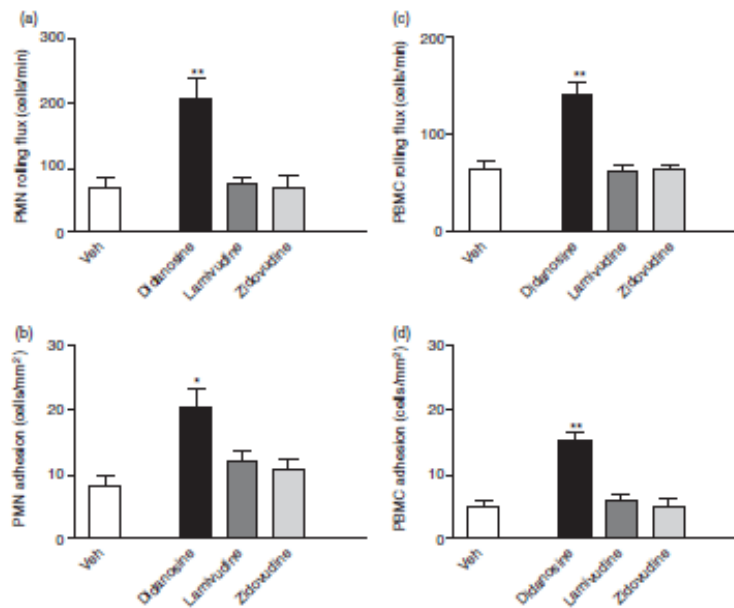 (a)
PMN rolling flux (cells/min)
300
200
100
0
**
Veh
Didanosine
Lamivudine
Zidovudine
(c)
PBMC rolling flux (cells/min)
200
100
0
**
Veh
Didanosine
Lamivudine
Zidovudine
(b)
PMN adhesion (cells/mm²)
30
20
10
0
*
Veh
Didanosine
Lamivudine
Zidovudine
(d)
PBMC adhesion (cells/mm²)
30
20
10
0
**
Veh
Didanosine
Lamivudine
Zidovudine